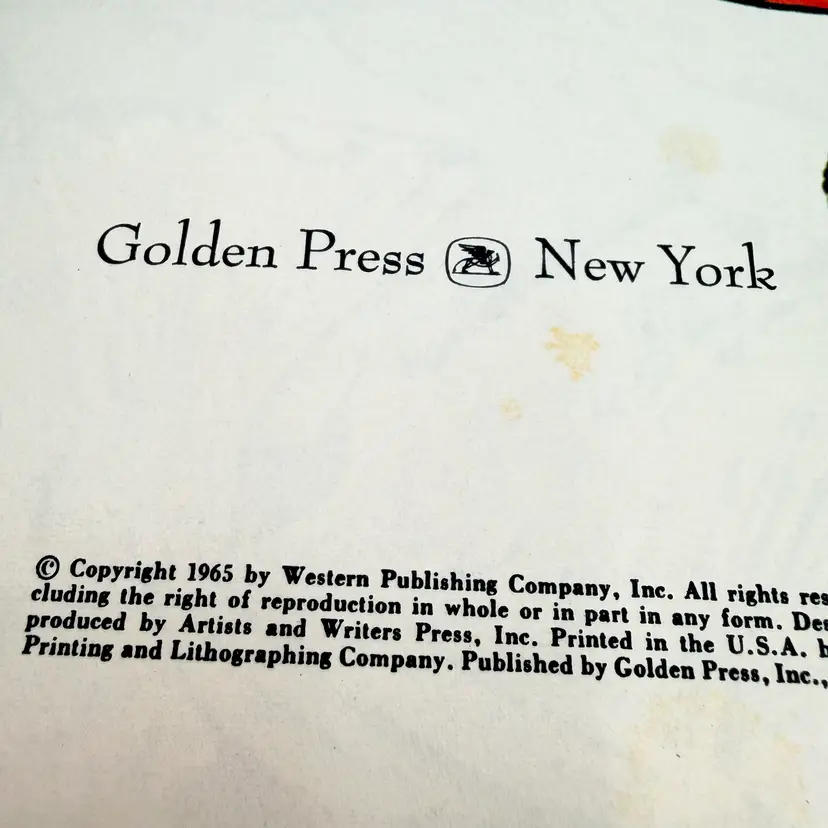 Golden Press New York
© Copyright 1965 by Western Publishing Company, Inc. All rights res
cluding the right of reproduction in whole or in part in any form. Des
produced by Artists and Writers Press, Inc. Printed in the U.S.A. b
Printing and Lithographing Company. Published by Golden Press, Inc.,